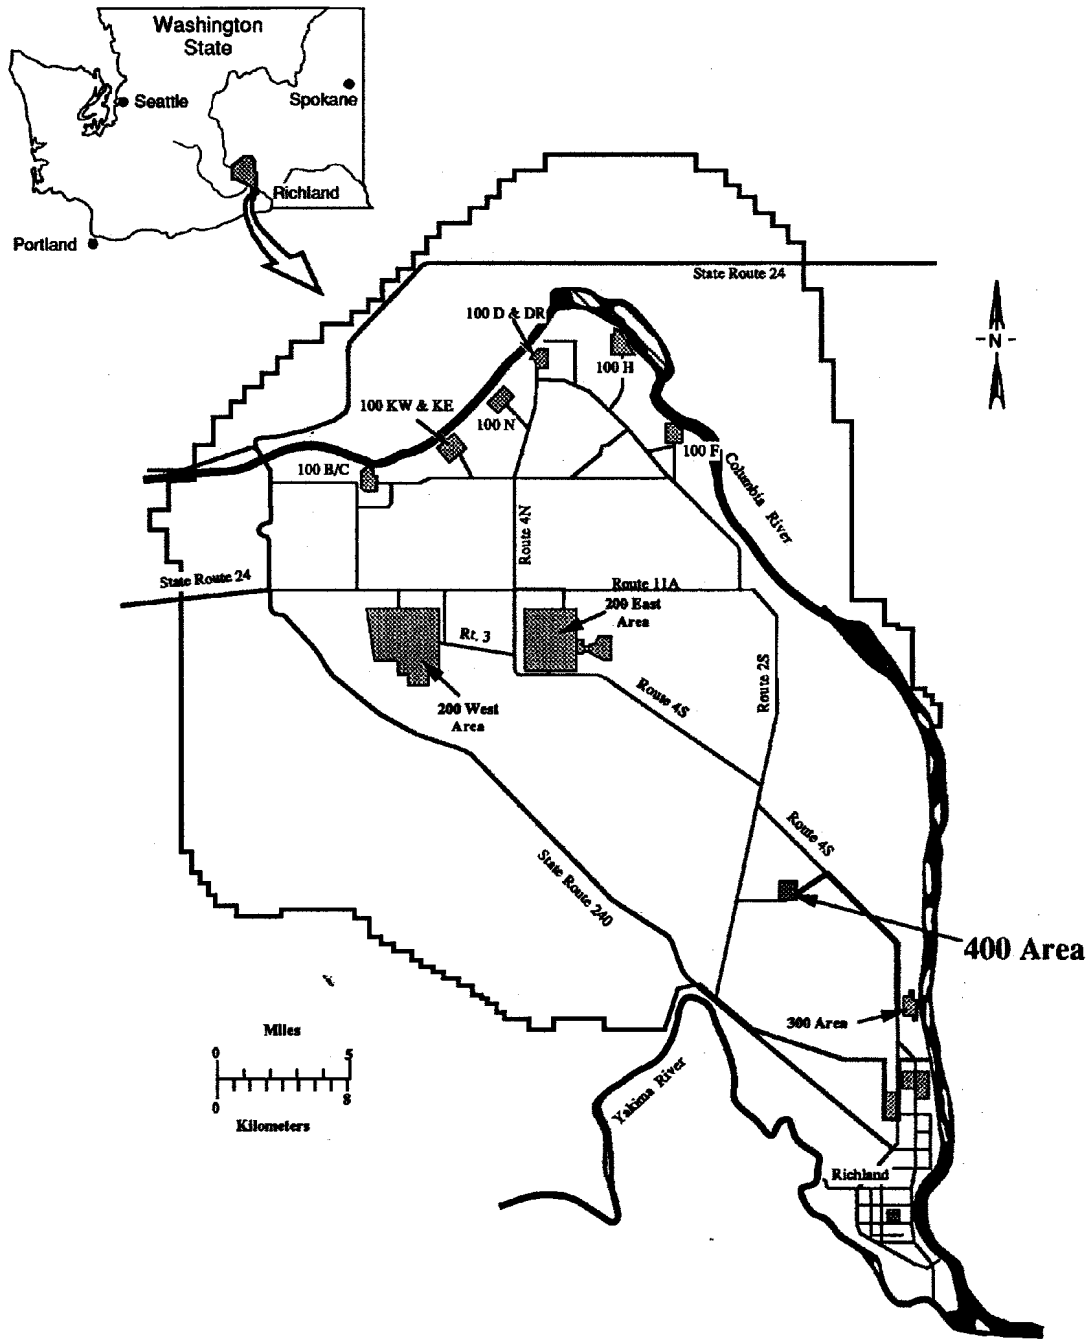 Washington
State
Seattle
Spokane
Richland
Portland
State Route 24
100 D & DR
-N-
100 H
100 KW & KE
100 N
100 F
100 B/C
Columbia River
Route 4N
State Route 24
Route 11A
200 East
Area
Rt. 3
Route 2S
Route 4S
200 West
Area
Route 4S
State Route 240
400 Area
300 Area
Miles
0 5
0 8
Kilometers
Yakima River
Richland